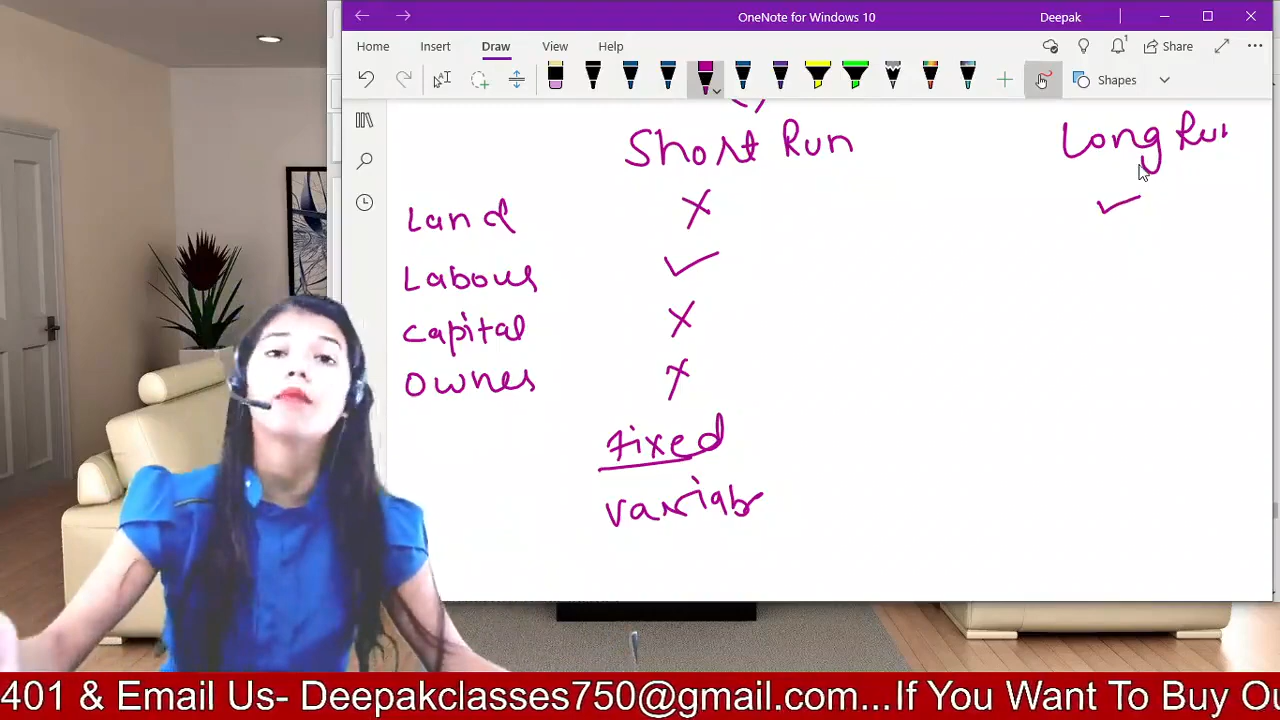 OneNote for Windows 10
Deepak
Home Insert Draw View Help
Share
Shapes
Short Run
Long Run
Land
Labour
Capital
Owner
Fixed
variab
401 & Email Us- Deepakclasses750@gmail.com...If You Want To Buy Ou